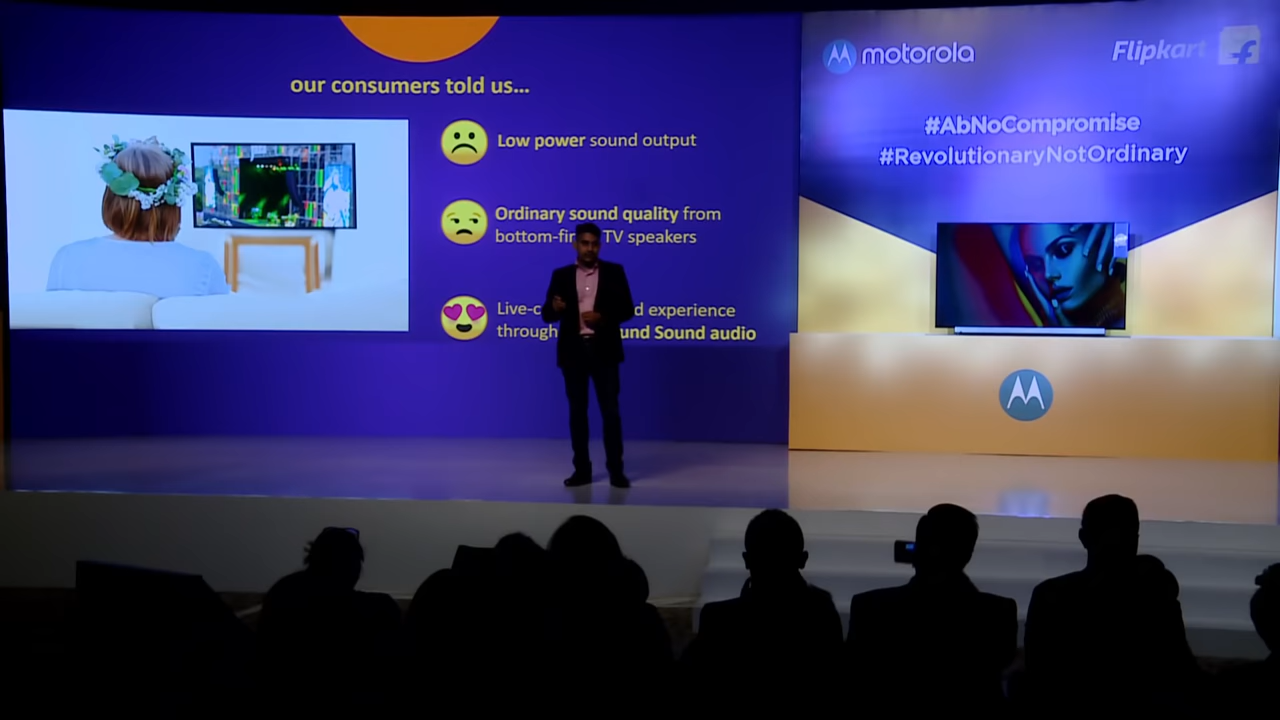 our consumers told us...
Low power sound output
Ordinary sound quality from
bottom-fi TV speakers
Live-c d experience
through und Sound audio
motorola
Flipkart
#AbNoCompromise
#RevolutionaryNotOrdinary